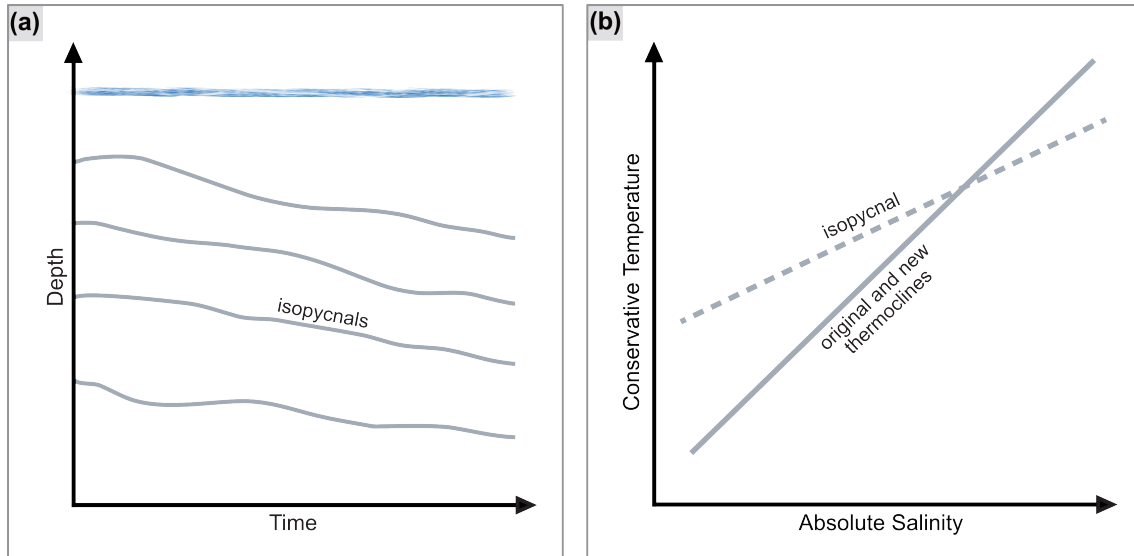 (a)
Depth
isopycnals
Time
(b)
Conservative Temperature
isopycnal
original and new
thermoclines
Absolute Salinity